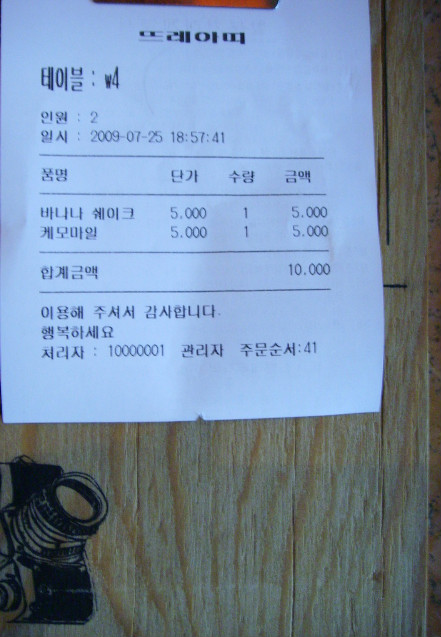 뜨레아띠
테이블 : w4
인원 : 2
일시 : 2009-07-25 18:57:41
품명 단가 수량 금액
바나나 쉐이크 5.000 1 5.000
케모마일 5.000 1 5.000
합계금액 10.000
이용해 주셔서 감사합니다.
행복하세요
처리자 : 10000001 관리자 주문순서:41